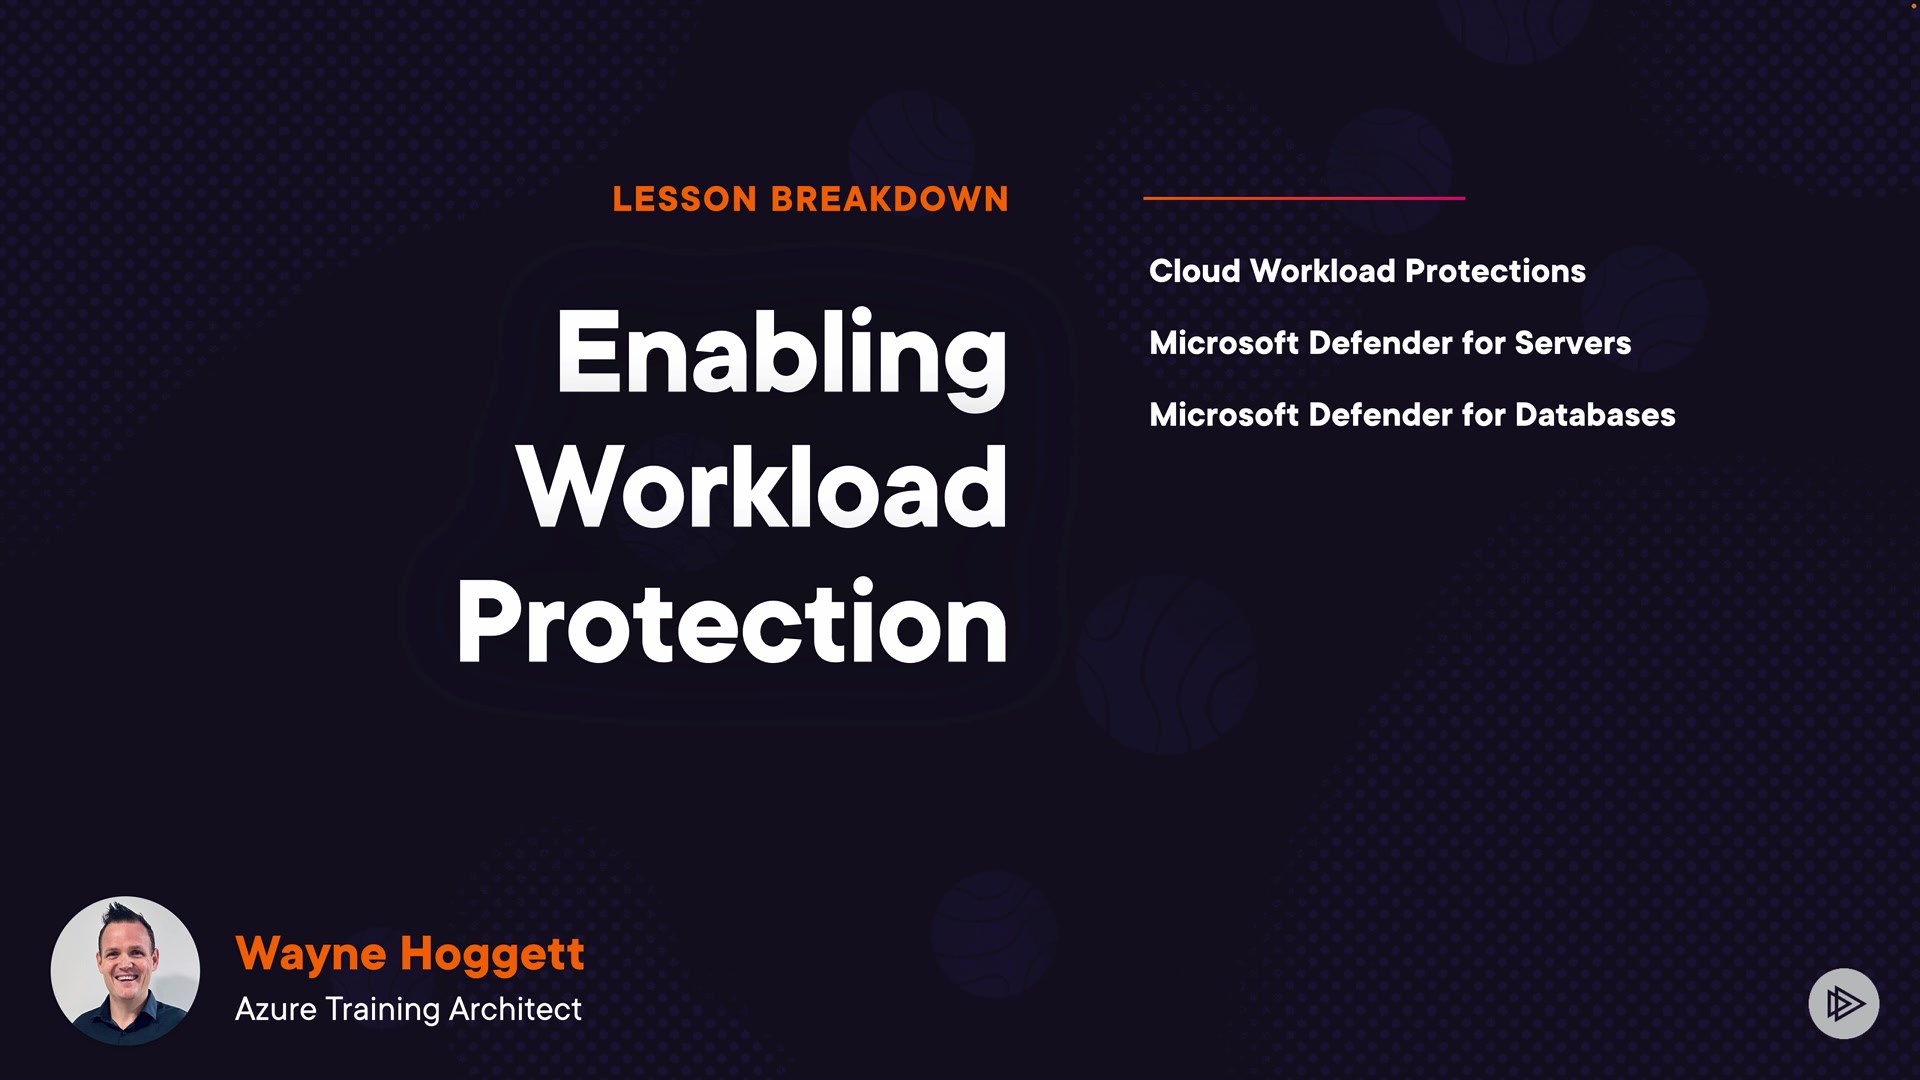 LESSON BREAKDOWN
Enabling
Workload
Protection
Cloud Workload Protections
Microsoft Defender for Servers
Microsoft Defender for Databases
Wayne Hoggett
Azure Training Architect